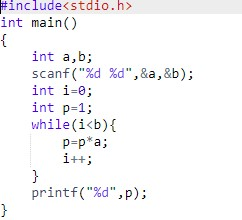 #include<stdio.h>
int main()
{
    int a,b;
    scanf("%d %d",&a,&b);
    int i=0;
    int p=1;
    while(i<b){
        p=p*a;
        i++;
    }
    printf("%d",p);
}